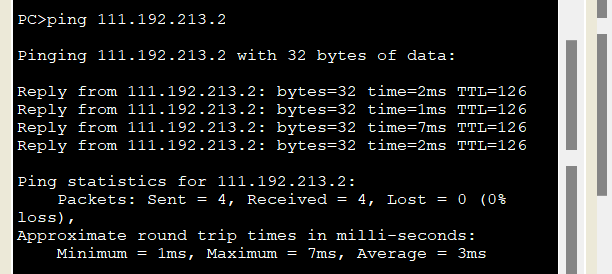 PC>ping 111.192.213.2
Pinging 111.192.213.2 with 32 bytes of data:
Reply from 111.192.213.2: bytes=32 time=2ms TTL=126
Reply from 111.192.213.2: bytes=32 time=1ms TTL=126
Reply from 111.192.213.2: bytes=32 time=7ms TTL=126
Reply from 111.192.213.2: bytes=32 time=2ms TTL=126
Ping statistics for 111.192.213.2:
    Packets: Sent = 4, Received = 4, Lost = 0 (0%
loss),
Approximate round trip times in milli-seconds:
    Minimum = 1ms, Maximum = 7ms, Average = 3ms